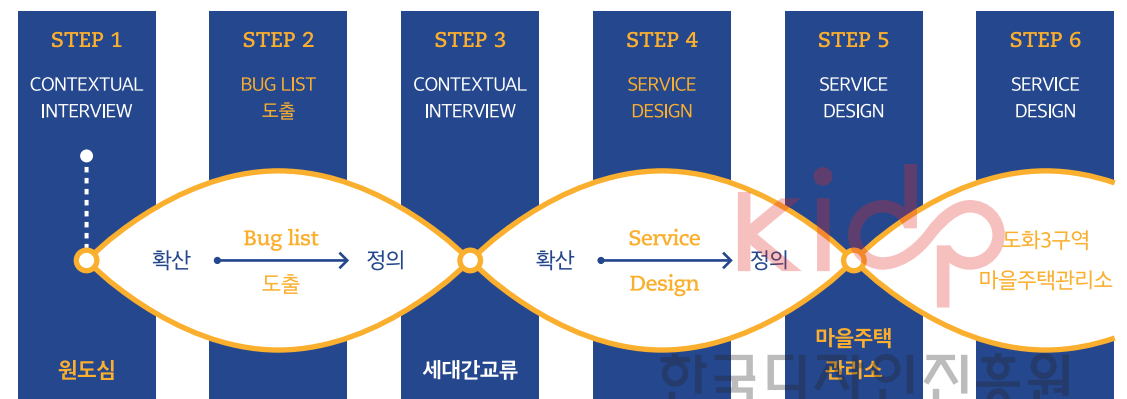 STEP 1
CONTEXTUAL
INTERVIEW
STEP 2
BUG LIST
도출
STEP 3
CONTEXTUAL
INTERVIEW
STEP 4
SERVICE
DESIGN
STEP 5
SERVICE
DESIGN
STEP 6
SERVICE
DESIGN
확산
Bug list
도출
정의
확산
Service
Design
정의
도화3구역
마을주택관리소
원도심
세대간교류
마을주택
관리소
kidp
한국디자인진흥원